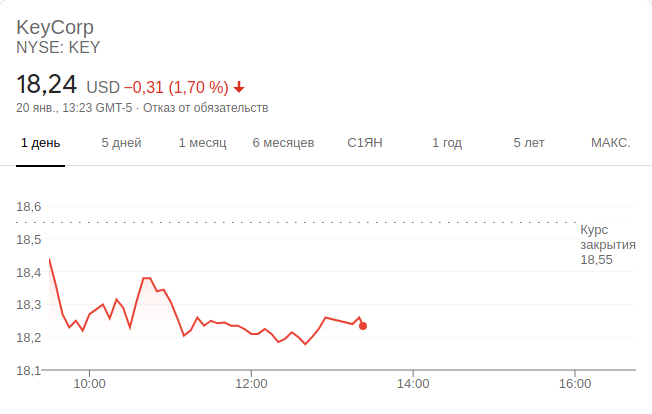 KeyCorp
NYSE: KEY
18,24 USD −0,31 (1,70 %)
20 янв., 13:23 GMT-5 · Отказ от обязательств
1 день 5 дней 1 месяц 6 месяцев С1ЯН 1 год 5 лет МАКС.
18,6
Курс
18,5
закрытия
18,55
18,4
18,3
18,2
18,1
10:00 12:00 14:00 16:00